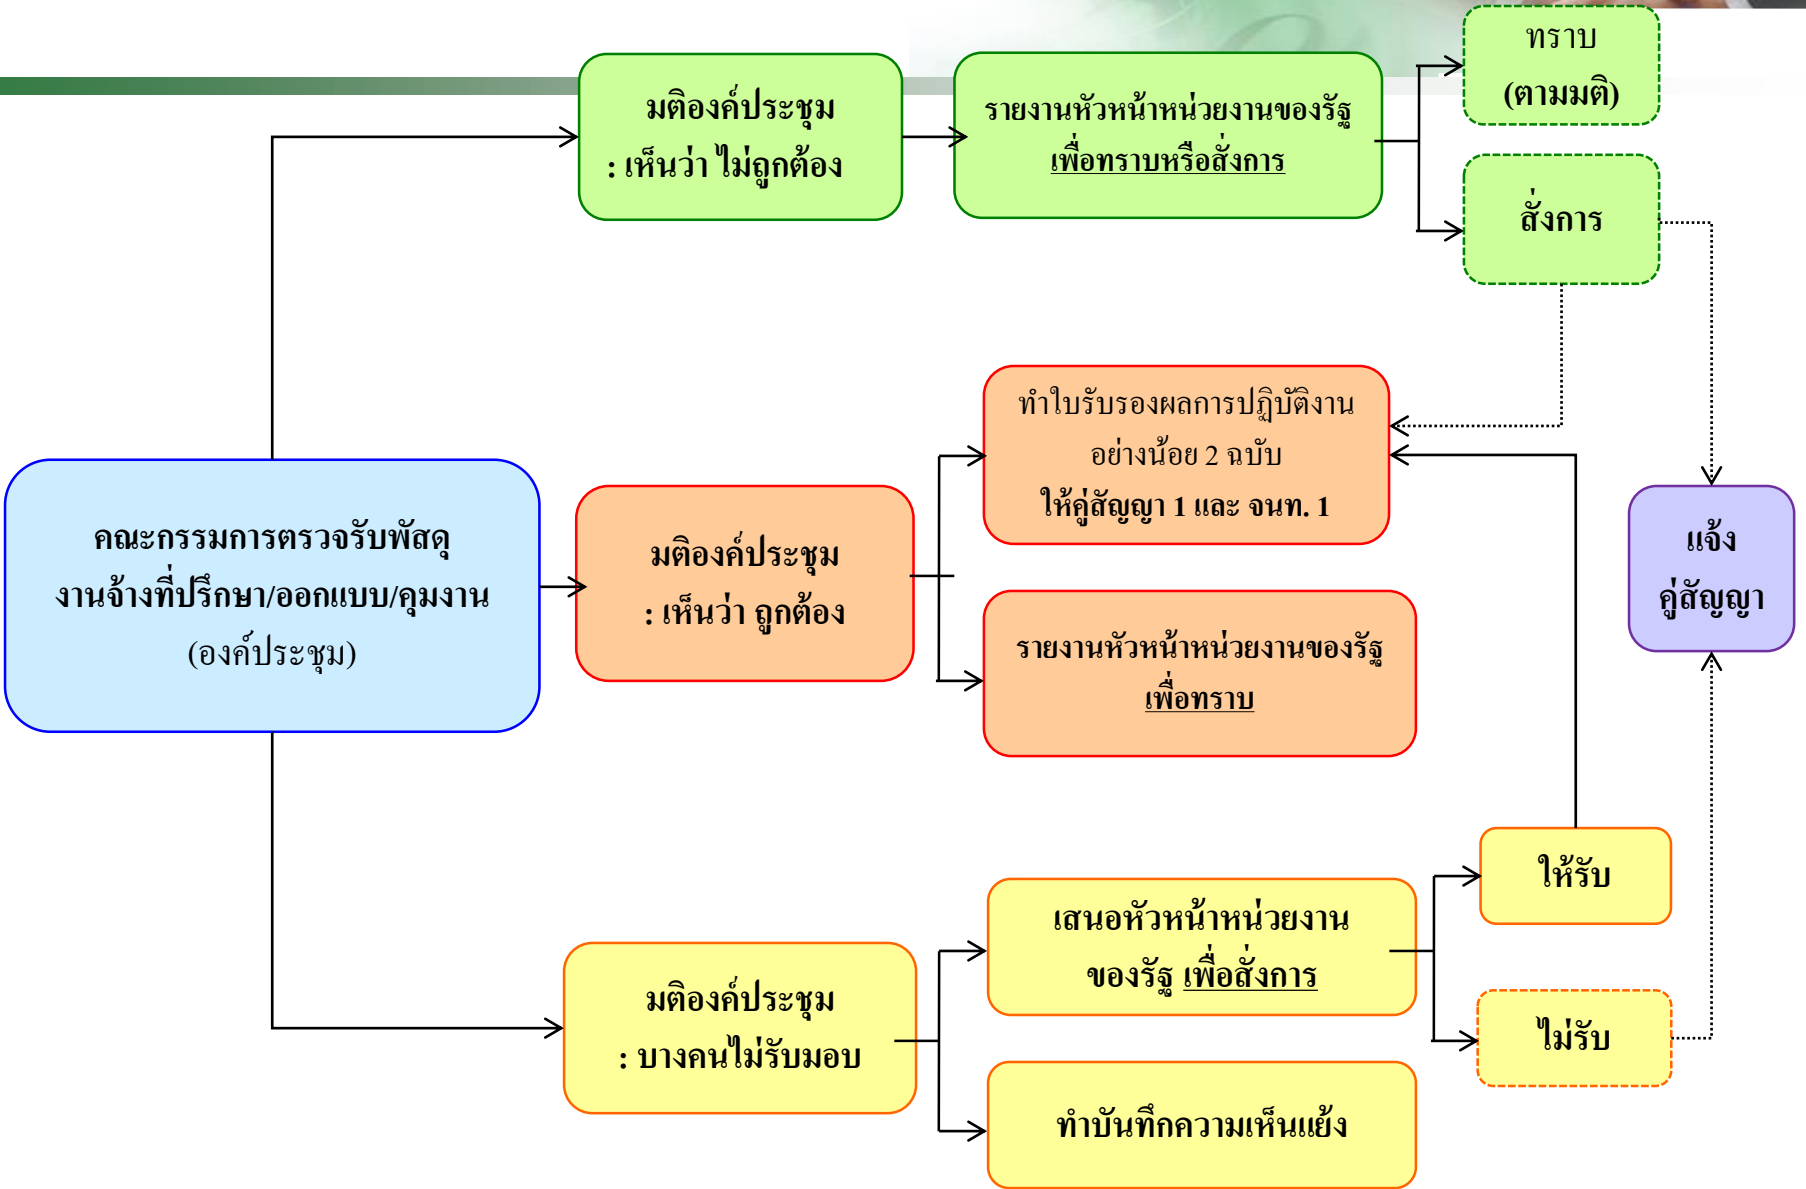 มติองค์ประชุม
: เห็นว่า ไม่ถูกต้อง
รายงานหัวหน้าหน่วยงานของรัฐ
เพื่อทราบหรือสั่งการ
ทราบ
(ตามมติ)
สั่งการ
คณะกรรมการตรวจรับพัสดุ
งานจ้างที่ปรึกษา/ออกแบบ/คุมงาน
(องค์ประชุม)
มติองค์ประชุม
: เห็นว่า ถูกต้อง
ทำใบรับรองผลการปฏิบัติงาน
อย่างน้อย 2 ฉบับ
ให้คู่สัญญา 1 และ จนท. 1
รายงานหัวหน้าหน่วยงานของรัฐ
เพื่อทราบ
แจ้ง
คู่สัญญา
มติองค์ประชุม
: บางคนไม่รับมอบ
เสนอหัวหน้าหน่วยงาน
ของรัฐ เพื่อสั่งการ
ทำบันทึกความเห็นแย้ง
ให้รับ
ไม่รับ